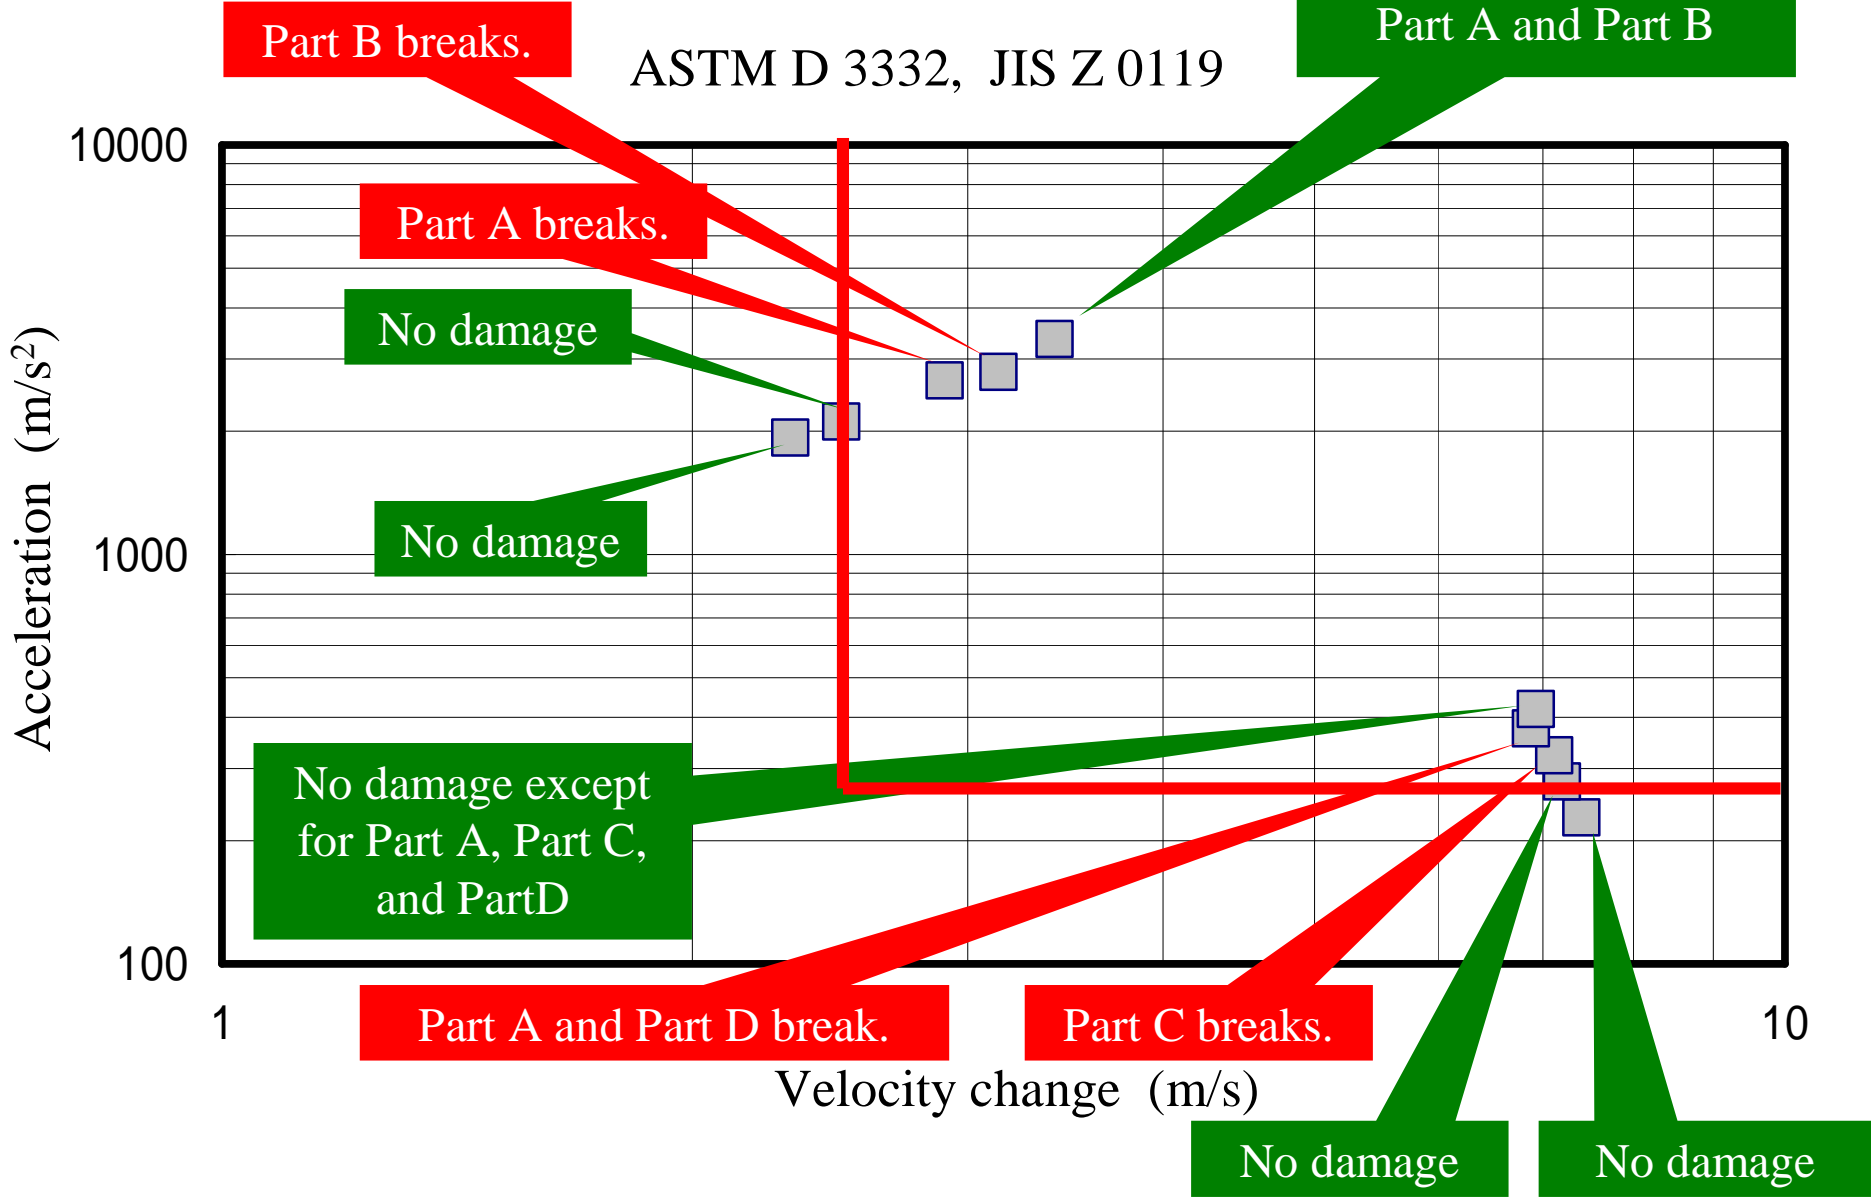 Part B breaks.
Part A and Part B
ASTM D 3332, JIS Z 0119
10000
Part A breaks.
No damage
No damage
1000
Acceleration (m/s²)
No damage except
for Part A, Part C,
and PartD
100
Part A and Part D break.
Part C breaks.
1
10
Velocity change (m/s)
No damage
No damage